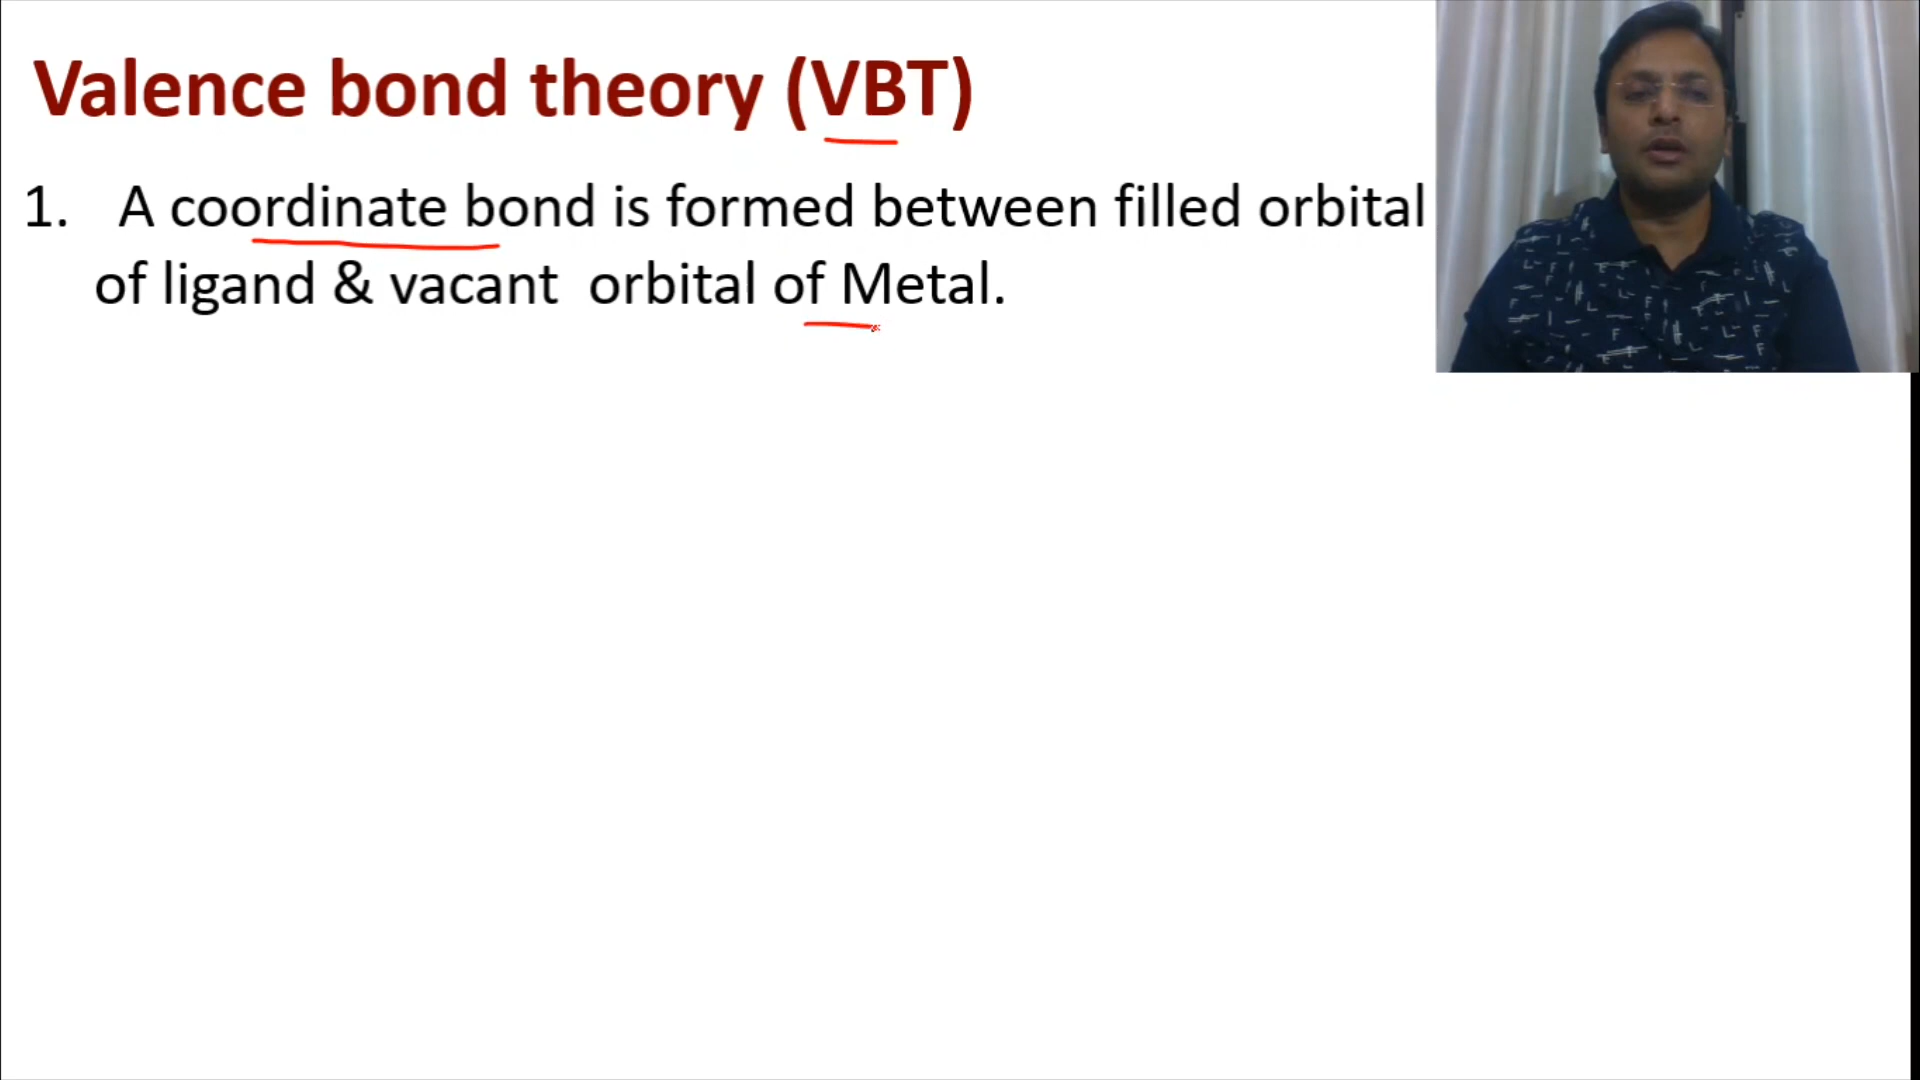 Valence bond theory (VBT)
1. A coordinate bond is formed between filled orbital
of ligand & vacant orbital of Metal.